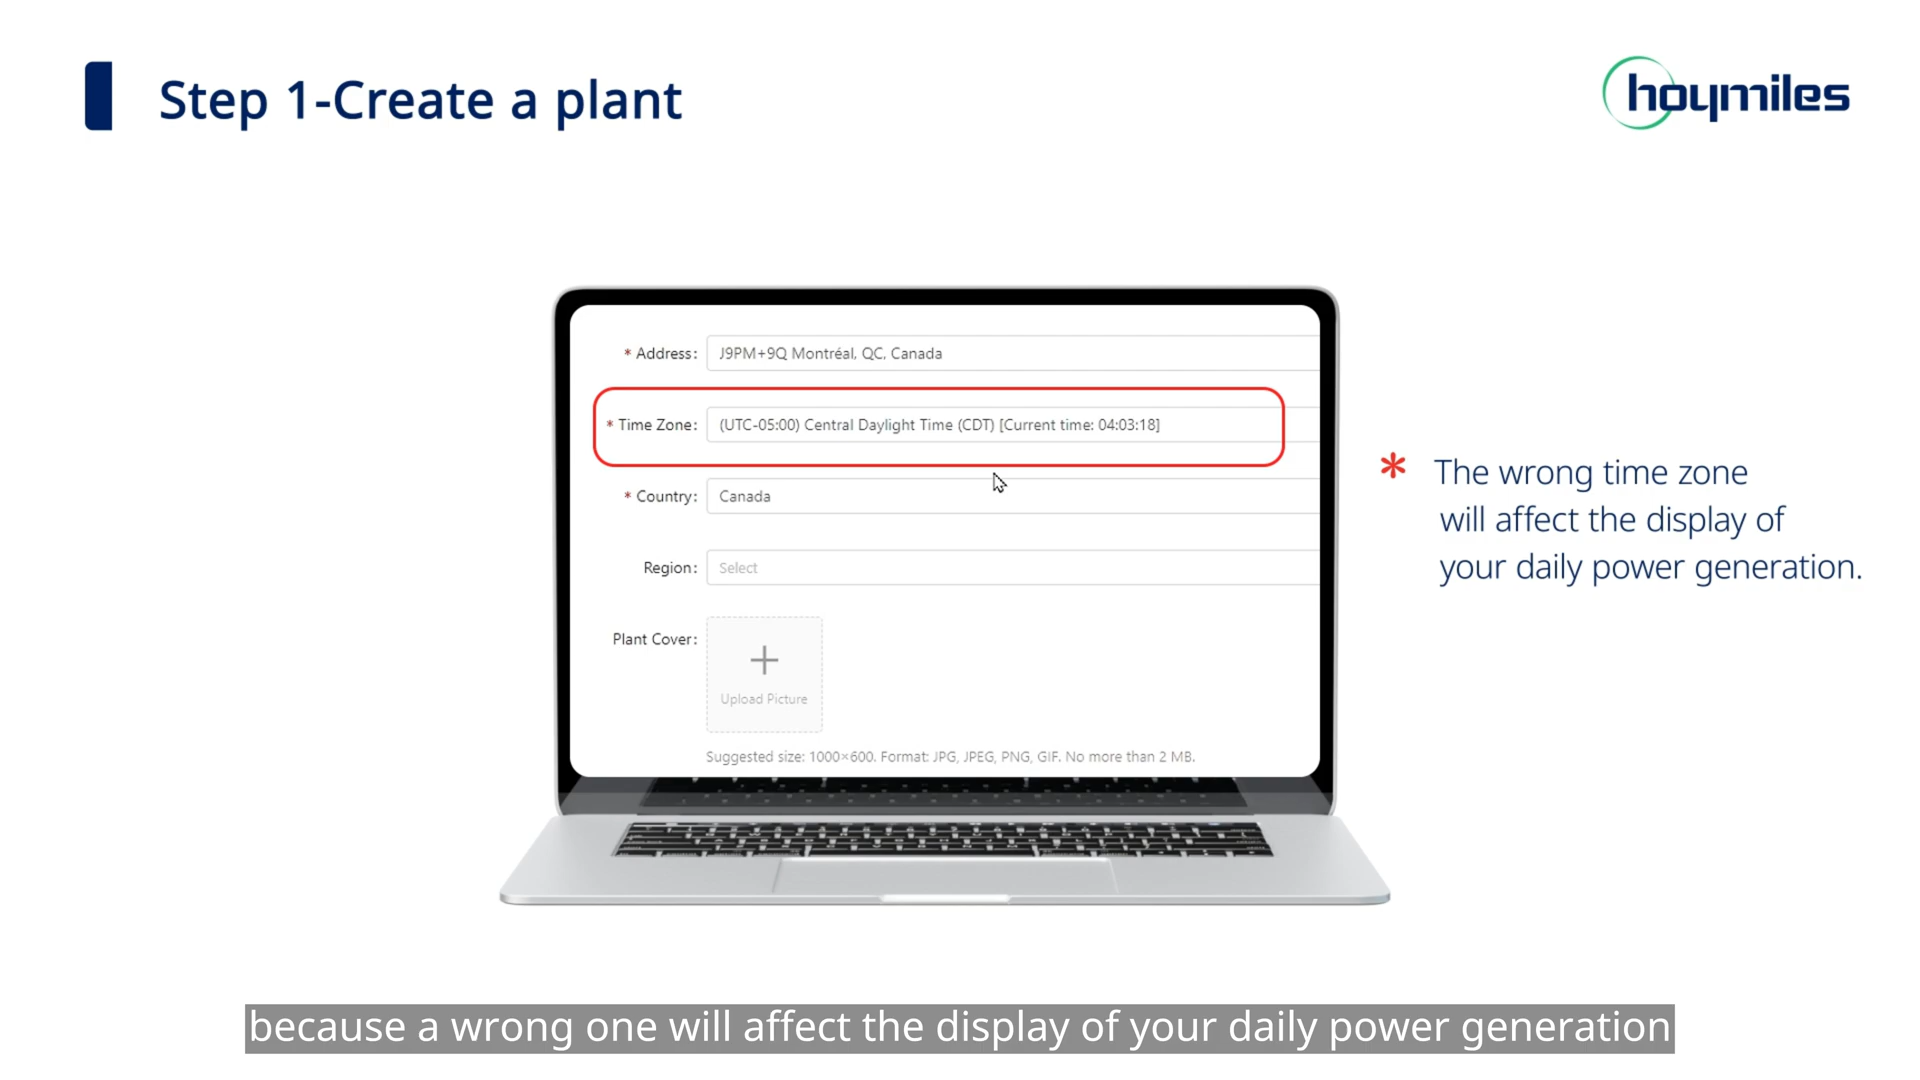 Step 1-Create a plant
hoymiles
* Address: J9PM+9Q Montréal, QC, Canada
* Time Zone: (UTC-05:00) Central Daylight Time (CDT) [Current time: 04:03:18]
* Country: Canada
Region: Select
Plant Cover:
Upload Picture
Suggested size: 1000×600. Format: JPG, JPEG, PNG, GIF. No more than 2 MB.
* The wrong time zone
will affect the display of
your daily power generation.
because a wrong one will affect the display of your daily power generation